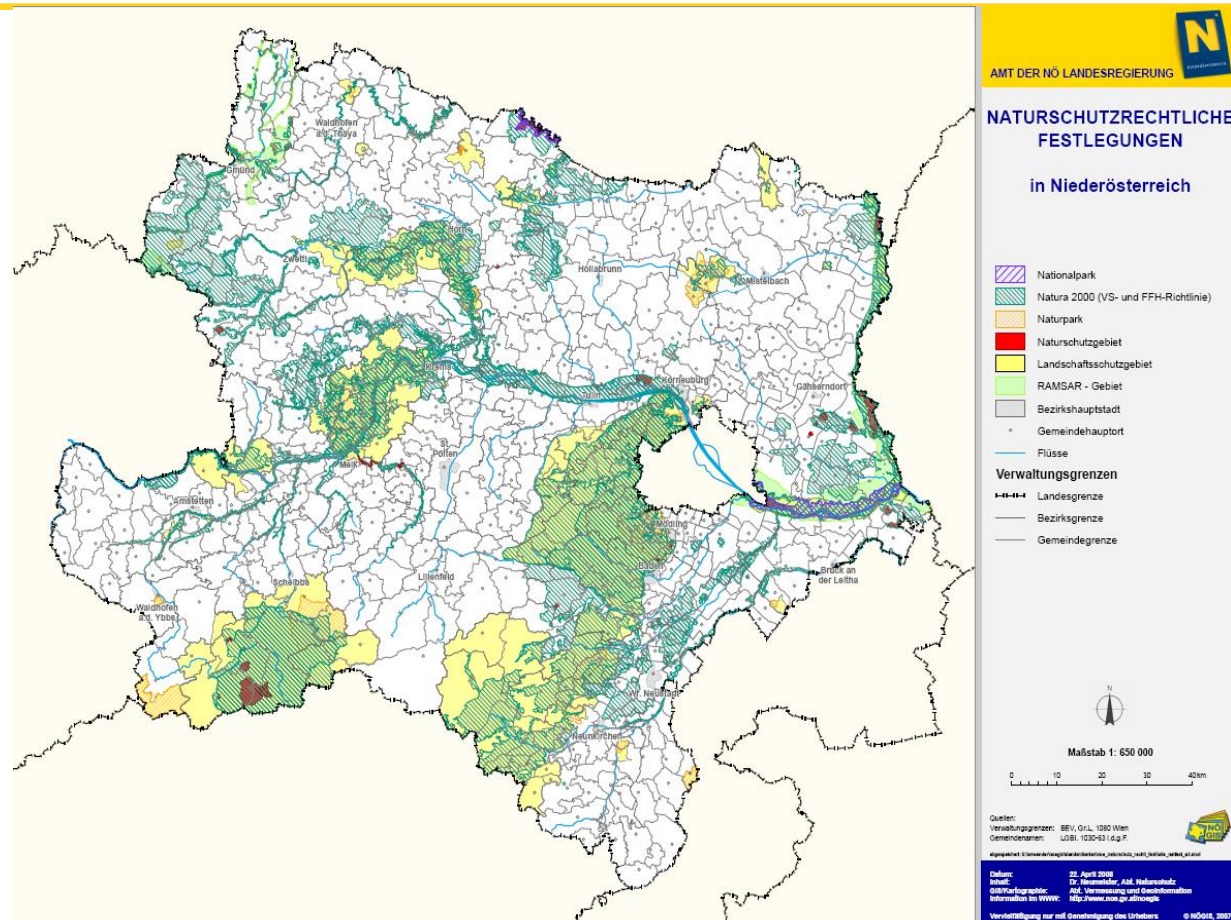 Waidhofen
a.d. Thaya
Gmünd
Horn
Zwettl
Hollabrunn
Mistelbach
Krems
Korneuburg
Tulln
Gänserndorf
St.
Pölten
Melk
Amstetten
Mödling
Baden
Bruck an
der Leitha
Lilienfeld
Scheibbs
Waidhofen
a.d. Ybbs
Wr. Neustadt
Neunkirchen
N
AMT DER NÖ LANDESREGIERUNG
NATURSCHUTZRECHTLICHE
FESTLEGUNGEN
in Niederösterreich
Nationalpark
Natura 2000 (VS- und FFH-Richtlinie)
Naturpark
Naturschutzgebiet
Landschaftsschutzgebiet
RAMSAR - Gebiet
Bezirkshauptstadt
Gemeindehauptort
Flüsse
Verwaltungsgrenzen
Landesgrenze
Bezirksgrenze
Gemeindegrenze
N
Maßstab 1: 650 000
0 10 20 30 40km
Quellen:
Verwaltungsgrenzen: BEV, Gr.L, 1080 Wien
Gemeindenamen: LGBl. 1030-63 i.d.g.F.
NÖ
GIS
Datum: 22. April 2008
Inhalt: Dr. Neumeister, Abt. Naturschutz
GIS/Kartographie: Abt. Vermessung und Geoinformation
Information im WWW: http://www.noe.gv.at/noegis
Vervielfältigung nur mit Genehmigung des Urhebers © NÖGIS, 2007